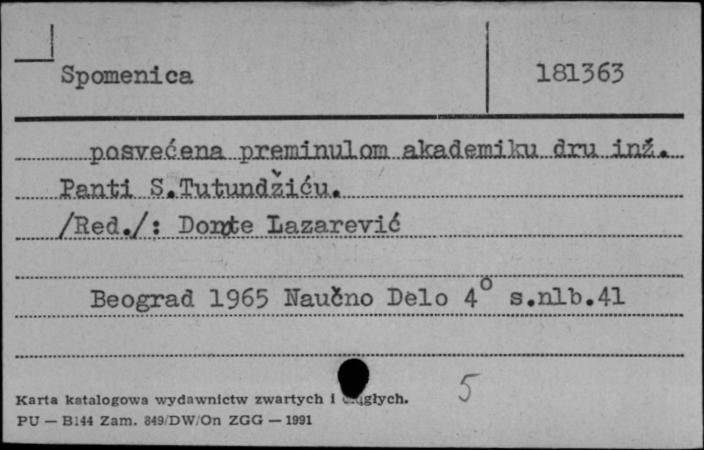 Spomenica 181363
posvećena preminulom akademiku dru inž.
Panti S.Tutundžiću.
/Red./: Lazarević
Beograd 1965 Naučno Delo 4° s.nlb.41
5
Karta katalogowa wydawnictw zwartych i ciągłych.
PU — B144 Zam. 849/DW/On ZGG — 1991